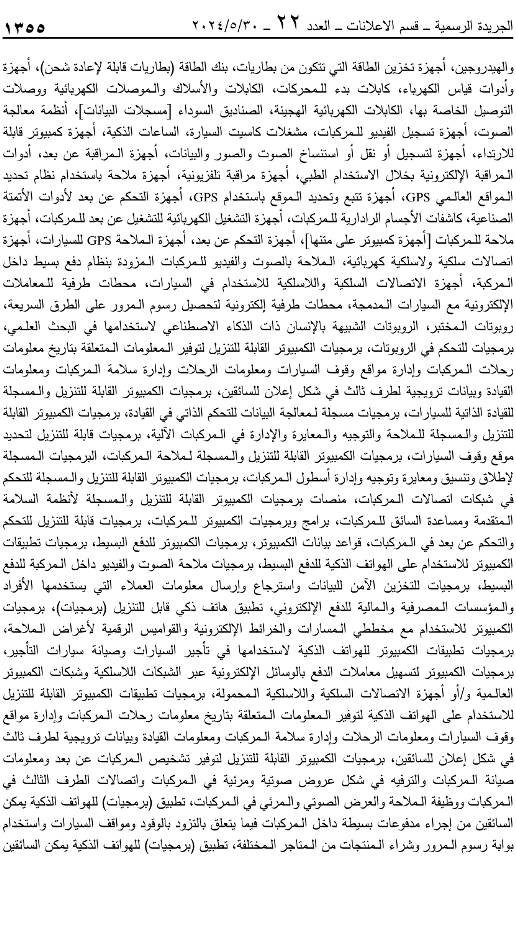 الجريدة الرسمية – قسم الاعلانات – العدد ٢٢ – ٢٠٢٤/٥/٣٠ ١٣٥٥
والهيدروجين، أجهزة تخزين الطاقة التي تتكون من بطاريات، بنك الطاقة (بطاريات قابلة لإعادة شحن)، أجهزة
وأدوات قياس الكهرباء، كابلات بدء للمحركات، الكابلات والأسلاك والموصلات الكهربائية ووصلات
التوصيل الخاصة بها، الكابلات الكهربائية الهجينة، الصناديق السوداء [مسجلات البيانات]، أنظمة معالجة
الصوت، أجهزة تسجيل الفيديو للمركبات، مشغلات كاسيت السيارة، الساعات الذكية، أجهزة كمبيوتر قابلة
للارتداء، أجهزة لتسجيل أو نقل أو استنساخ الصوت والصور والبيانات، أجهزة المراقبة عن بعد، أدوات
المراقبة الإلكترونية بخلال الاستخدام الطبي، أجهزة مراقبة تلفزيونية، أجهزة ملاحة باستخدام نظام تحديد
المواقع العالمي GPS، أجهزة تتبع وتحديد الموقع باستخدام GPS، أجهزة التحكم عن بعد لأدوات الأتمتة
الصناعية، كاشفات الأجسام الرادارية للمركبات، أجهزة التشغيل الكهربائية للتشغيل عن بعد للمركبات، أجهزة
ملاحة للمركبات [أجهزة كمبيوتر على متنها]، أجهزة التحكم عن بعد، أجهزة الملاحة GPS للسيارات، أجهزة
اتصالات سلكية ولاسلكية كهربائية، الملاحة بالصوت والفيديو للمركبات المزودة بنظام دفع بسيط داخل
المركبة، أجهزة الاتصالات السلكية واللاسلكية للاستخدام في السيارات، محطات طرفية للمعاملات
الإلكترونية مع السيارات المدمجة، محطات طرفية إلكترونية لتحصيل رسوم المرور على الطرق السريعة،
روبوتات المختبر، الروبوتات الشبيهة بالإنسان ذات الذكاء الاصطناعي لاستخدامها في البحث العلمي،
برمجيات للتحكم في الروبوتات، برمجيات الكمبيوتر القابلة للتنزيل لتوفير المعلومات المتعلقة بتاريخ معلومات
رحلات المركبات وإدارة مواقع وقوف السيارات ومعلومات الرحلات وإدارة سلامة المركبات ومعلومات
القيادة وبيانات ترويجية لطرف ثالث في شكل إعلان للسائقين، برمجيات الكمبيوتر القابلة للتنزيل والمسجلة
للقيادة الذاتية للسيارات، برمجيات مسجلة لمعالجة البيانات للتحكم الذاتي في القيادة، برمجيات الكمبيوتر القابلة
للتنزيل والمسجلة للملاحة والتوجيه والمعايرة والإدارة في المركبات الآلية، برمجيات قابلة للتنزيل لتحديد
موقع وقوف السيارات، برمجيات الكمبيوتر القابلة للتنزيل والمسجلة لملاحة المركبات، البرمجيات المسجلة
لإطلاق وتنسيق ومعايرة وتوجيه وإدارة أسطول المركبات، برمجيات الكمبيوتر القابلة للتنزيل والمسجلة للتحكم
في شبكات اتصالات المركبات، منصات برمجيات الكمبيوتر القابلة للتنزيل والمسجلة لأنظمة السلامة
المتقدمة ومساعدة السائق للمركبات، برامج وبرمجيات الكمبيوتر للمركبات، برمجيات قابلة للتنزيل للتحكم
والتحكم عن بعد في المركبات، قواعد بيانات الكمبيوتر، برمجيات الكمبيوتر للدفع البسيط، برمجيات تطبيقات
الكمبيوتر للاستخدام على الهواتف الذكية للدفع البسيط، برمجيات ملاحة الصوت والفيديو داخل المركبة للدفع
البسيط، برمجيات للتخزين الآمن للبيانات واسترجاع وإرسال معلومات العملاء التي يستخدمها الأفراد
والمؤسسات المصرفية والمالية للدفع الإلكتروني، تطبيق هاتف ذكي قابل للتنزيل (برمجيات)، برمجيات
الكمبيوتر للاستخدام مع مخططي المسارات والخرائط الإلكترونية والقواميس الرقمية لأغراض الملاحة،
برمجيات تطبيقات الكمبيوتر للهواتف الذكية لاستخدامها في تأجير السيارات وصيانة سيارات التأجير،
برمجيات الكمبيوتر لتسهيل معاملات الدفع بالوسائل الإلكترونية عبر الشبكات اللاسلكية وشبكات الكمبيوتر
العالمية و/أو أجهزة الاتصالات السلكية واللاسلكية المحمولة، برمجيات تطبيقات الكمبيوتر القابلة للتنزيل
للاستخدام على الهواتف الذكية لتوفير المعلومات المتعلقة بتاريخ معلومات رحلات المركبات وإدارة مواقع
وقوف السيارات ومعلومات الرحلات وإدارة سلامة المركبات ومعلومات القيادة وبيانات ترويجية لطرف ثالث
في شكل إعلان للسائقين، برمجيات الكمبيوتر القابلة للتنزيل لتوفير تشخيص المركبات عن بعد ومعلومات
صيانة المركبات والترفيه في شكل عروض صوتية ومرئية في المركبات واتصالات الطرف الثالث في
المركبات ووظيفة الملاحة والعرض الصوتي والمرئي في المركبات، تطبيق (برمجيات) للهواتف الذكية يمكن
السائقين من إجراء مدفوعات بسيطة داخل المركبات فيما يتعلق بالتزود بالوقود ومواقف السيارات واستخدام
بوابة رسوم المرور وشراء المنتجات من المتاجر المختلفة، تطبيق (برمجيات) للهواتف الذكية يمكن السائقين